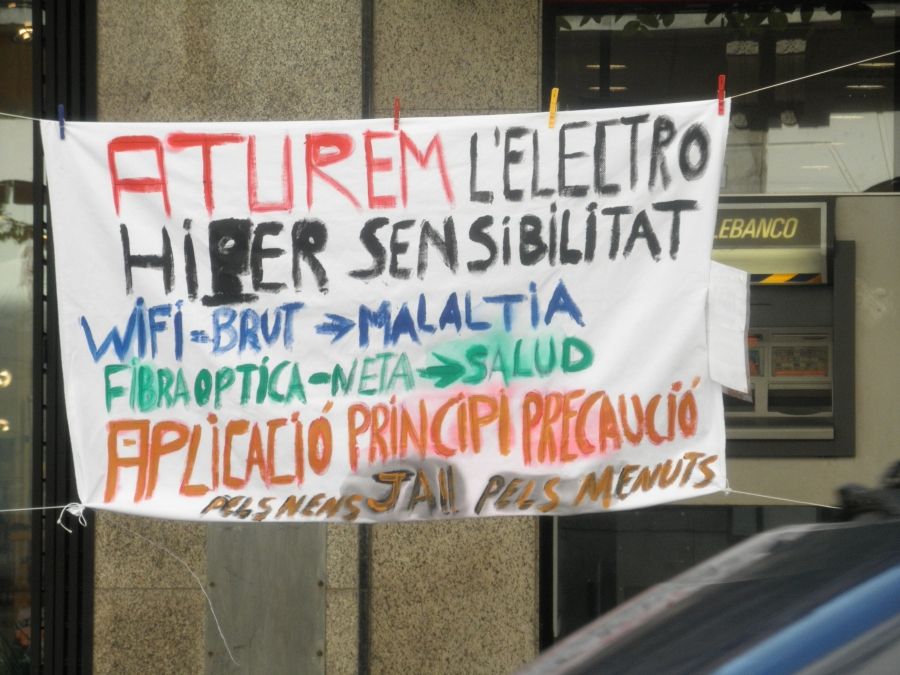 ATUREM L'ELECTRO
HiPER SENSiBILITAT
WiFi-BRUT → MALALTiA
FIBRA OPTICA-NETA → SALUD
APLICACIÓ PRINCIPI PRECAUCIÓ
PELS NENS JA!! PELS MENUTS
LEBANCO